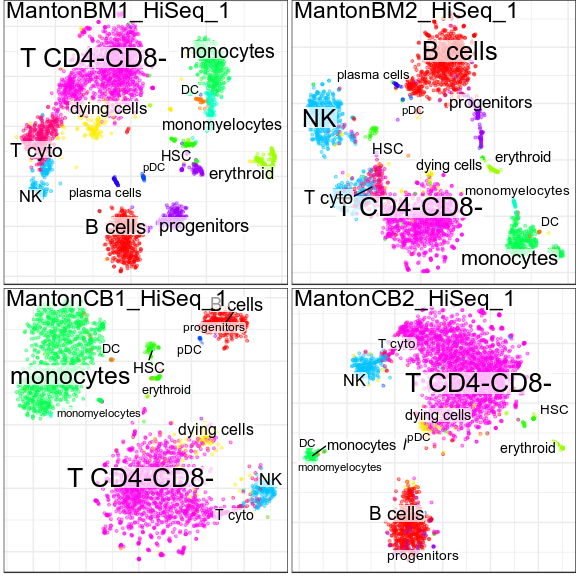 MantonBM1_HiSeq_1
T CD4-CD8-
monocytes
DC
dying cells
monomyelocytes
T cyto
HSC
pDC
erythroid
NK
plasma cells
B cells
progenitors
MantonBM2_HiSeq_1
B cells
plasma cells
pDC
progenitors
NK
HSC
erythroid
dying cells
T cyto
monomyelocytes
T CD4-CD8-
DC
monocytes
MantonCB1_HiSeq_1
B cells
progenitors
DC
pDC
HSC
monocytes
erythroid
monomyelocytes
dying cells
T CD4-CD8-
NK
T cyto
MantonCB2_HiSeq_1
T cyto
NK
T CD4-CD8-
dying cells
HSC
DC
monocytes
pDC
erythroid
monomyelocytes
B cells
progenitors